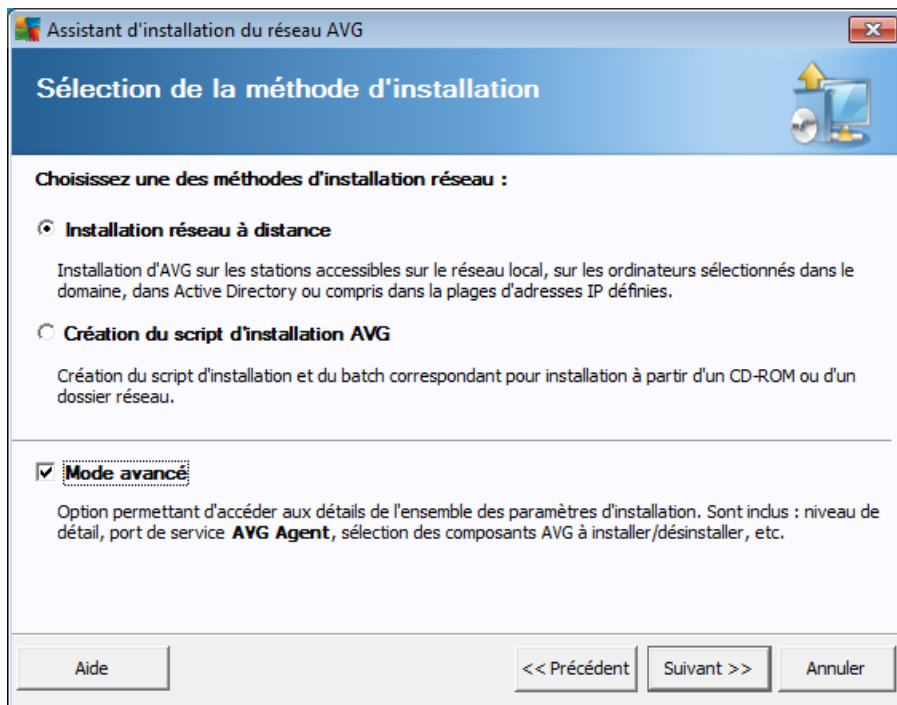 Assistant d'installation du réseau AVG
Sélection de la méthode d'installation
Choisissez une des méthodes d'installation réseau :
Installation réseau à distance
Installation d'AVG sur les stations accessibles sur le réseau local, sur les ordinateurs sélectionnés dans le
domaine, dans Active Directory ou compris dans la plages d'adresses IP définies.
Création du script d'installation AVG
Création du script d'installation et du batch correspondant pour installation à partir d'un CD-ROM ou d'un
dossier réseau.
Mode avancé
Option permettant d'accéder aux détails de l'ensemble des paramètres d'installation. Sont inclus : niveau de
détail, port de service AVG Agent, sélection des composants AVG à installer/désinstaller, etc.
Aide
<< Précédent
Suivant >>
Annuler